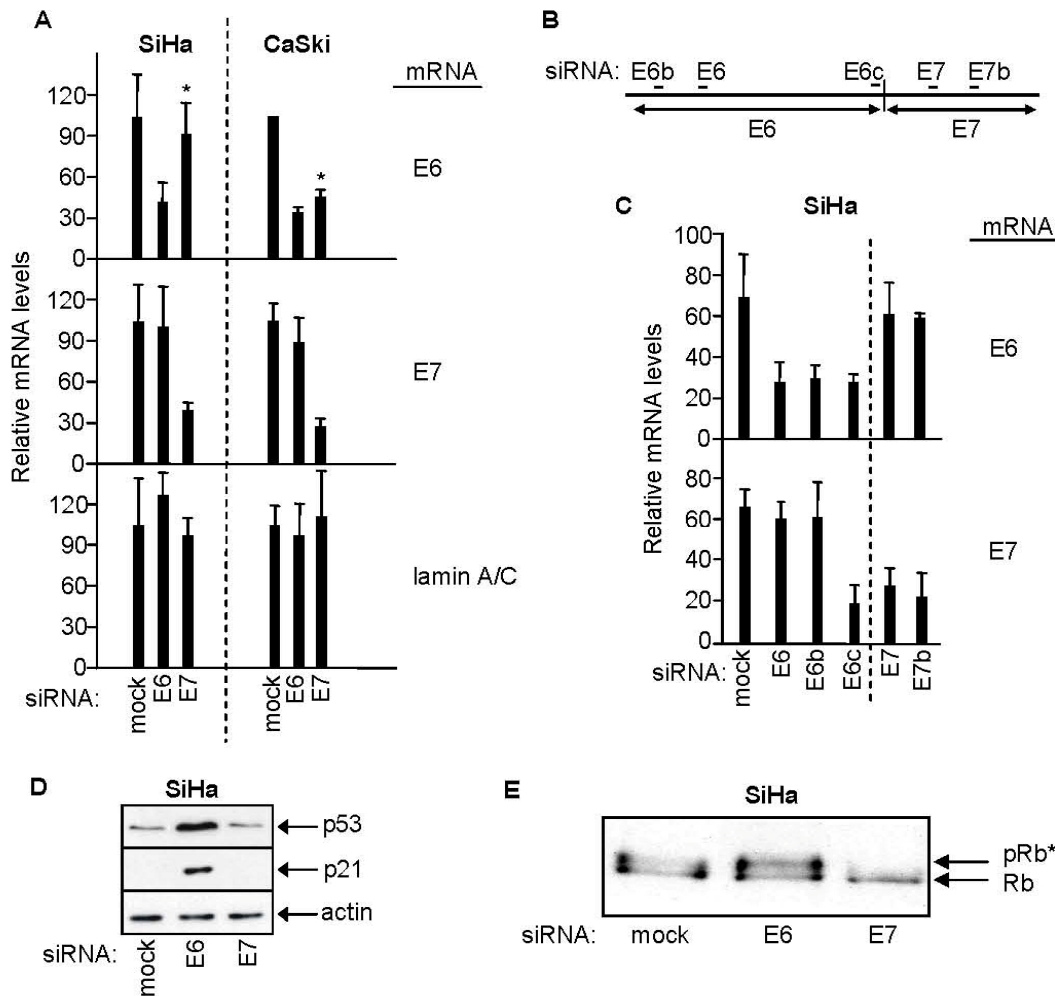 A
SiHa CaSki
mRNA
Relative mRNA levels
120
90
60
30
0
*
*
E6
120
90
60
30
0
E7
120
90
60
30
0
lamin A/C
siRNA: mock E6 E7 mock E6 E7
B
siRNA: E6b E6 E6c E7 E7b
E6 E7
C
SiHa
mRNA
Relative mRNA levels
100
80
60
40
20
0
E6
80
60
40
20
0
E7
siRNA: mock E6 E6b E6c E7 E7b
D
SiHa
p53
p21
actin
siRNA: mock E6 E7
E
SiHa
pRb*
Rb
siRNA: mock E6 E7